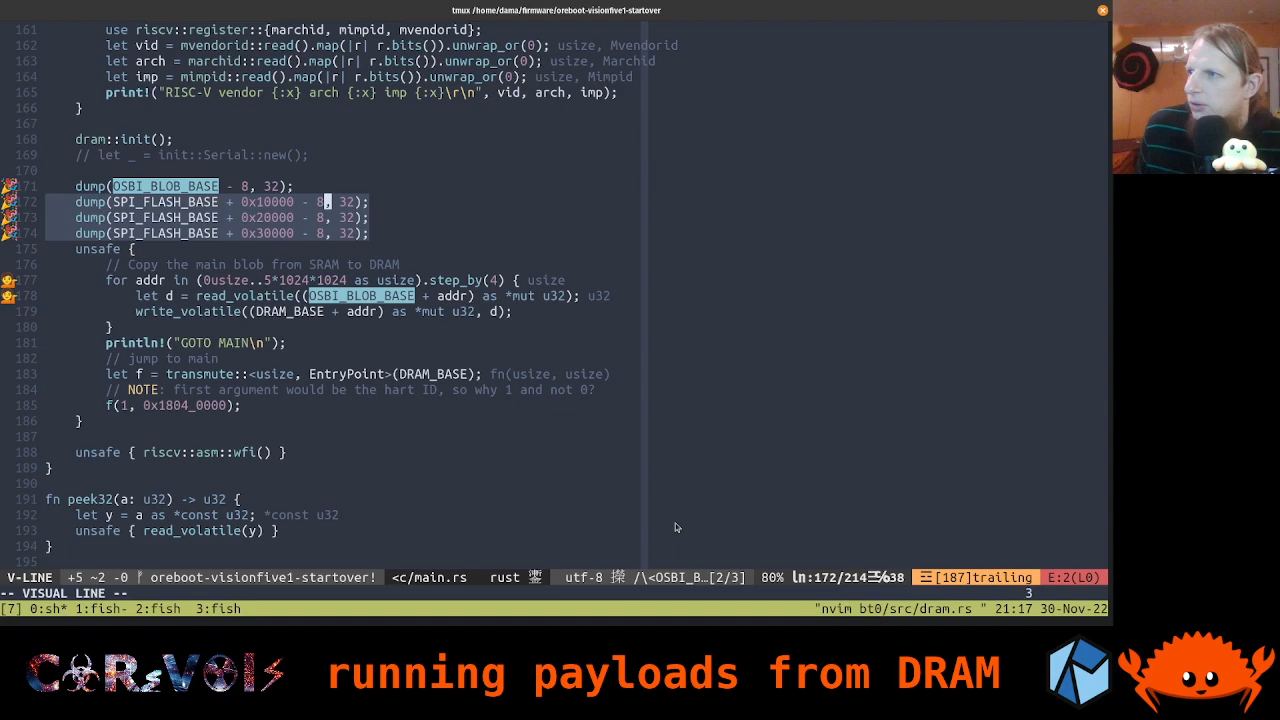 tmux /home/dama/firmware/oreboot-visionfive1-startover
161 use riscv::register::{marchid, mimpid, mvendorid};
162 let vid = mvendorid::read().map(|r| r.bits()).unwrap_or(0); usize, Mvendorid
163 let arch = marchid::read().map(|r| r.bits()).unwrap_or(0); usize, Marchid
164 let imp = mimpid::read().map(|r| r.bits()).unwrap_or(0); usize, Mimpid
165 print!("RISC-V vendor {:x} arch {:x} imp {:x}\r\n", vid, arch, imp);
166 }
167
168 dram::init();
169 // let _ = init::Serial::new();
170
171 dump(OSBI_BLOB_BASE - 8, 32);
172 dump(SPI_FLASH_BASE + 0x10000 - 8, 32);
173 dump(SPI_FLASH_BASE + 0x20000 - 8, 32);
174 dump(SPI_FLASH_BASE + 0x30000 - 8, 32);
175 unsafe {
176 // Copy the main blob from SRAM to DRAM
177 for addr in (0usize..5*1024*1024 as usize).step_by(4) { usize
178 let d = read_volatile((OSBI_BLOB_BASE + addr) as *mut u32); u32
179 write_volatile((DRAM_BASE + addr) as *mut u32, d);
180 }
181 println!("GOTO MAIN\n");
182 // jump to main
183 let f = transmute::<usize, EntryPoint>(DRAM_BASE); fn(usize, usize)
184 // NOTE: first argument would be the hart ID, so why 1 and not 0?
185 f(1, 0x1804_0000);
186 }
187
188 unsafe { riscv::asm::wfi() }
189 }
190
191 fn peek32(a: u32) -> u32 {
192 let y = a as *const u32; *const u32
193 unsafe { read_volatile(y) }
194 }
195
V-LINE +5 ~2 -0 oreboot-visionfive1-startover! <c/main.rs rust utf-8 /\<OSBI_B…[2/3] 80% ln:172/214 38 [187]trailing E:2(L0)
-- VISUAL LINE -- 3
[7] 0:sh* 1:fish- 2:fish 3:fish "nvim bt0/src/dram.rs " 21:17 30-Nov-22
running payloads from DRAM